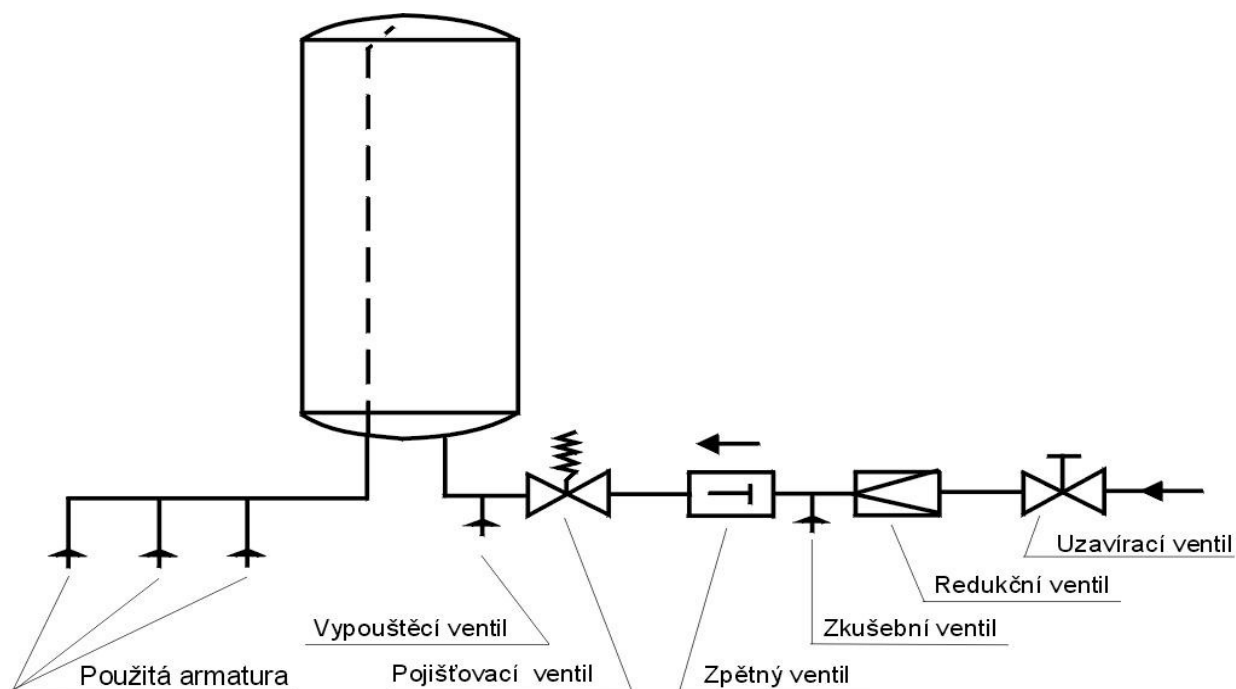 Uzavírací ventil
Redukční ventil
Vypouštěcí ventil
Zkušební ventil
Použitá armatura
Pojišťovací ventil
Zpětný ventil